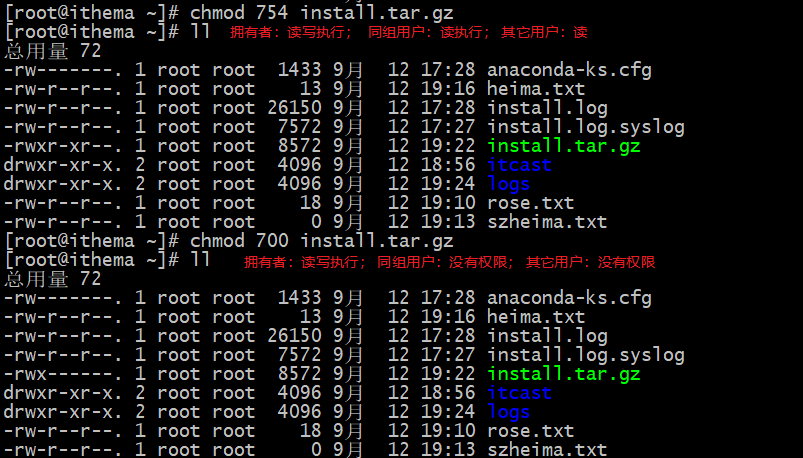 [root@ithema ~]# chmod 754 install.tar.gz
[root@ithema ~]# ll 拥有者：读写执行； 同组用户：读执行； 其它用户：读
总用量 72
-rw-------. 1 root root 1433 9月 12 17:28 anaconda-ks.cfg
-rw-r--r--. 1 root root 13 9月 12 19:16 heima.txt
-rw-r--r--. 1 root root 26150 9月 12 17:28 install.log
-rw-r--r--. 1 root root 7572 9月 12 17:27 install.log.syslog
-rwxr-xr--. 1 root root 8572 9月 12 19:22 install.tar.gz
drwxr-xr-x. 2 root root 4096 9月 12 18:56 itcast
drwxr-xr-x. 2 root root 4096 9月 12 19:24 logs
-rw-r--r--. 1 root root 18 9月 12 19:10 rose.txt
-rw-r--r--. 1 root root 0 9月 12 19:13 szheima.txt
[root@ithema ~]# chmod 700 install.tar.gz
[root@ithema ~]# ll 拥有者：读写执行； 同组用户：没有权限； 其它用户：没有权限
总用量 72
-rw-------. 1 root root 1433 9月 12 17:28 anaconda-ks.cfg
-rw-r--r--. 1 root root 13 9月 12 19:16 heima.txt
-rw-r--r--. 1 root root 26150 9月 12 17:28 install.log
-rw-r--r--. 1 root root 7572 9月 12 17:27 install.log.syslog
-rwx------. 1 root root 8572 9月 12 19:22 install.tar.gz
drwxr-xr-x. 2 root root 4096 9月 12 18:56 itcast
drwxr-xr-x. 2 root root 4096 9月 12 19:24 logs
-rw-r--r--. 1 root root 18 9月 12 19:10 rose.txt
-rw-r--r--. 1 root root 0 9月 12 19:13 szheima.txt